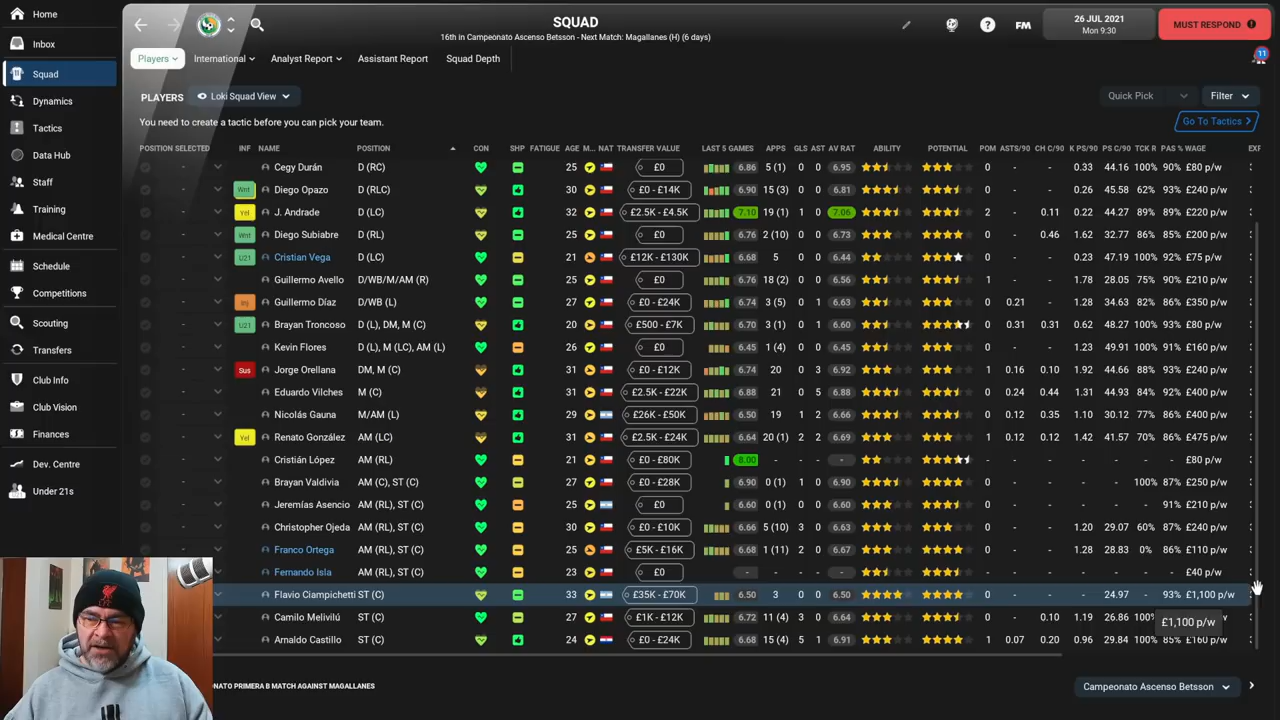 Home
Inbox
Squad
Dynamics
Tactics
Data Hub
Staff
Training
Medical Centre
Schedule
Competitions
Scouting
Transfers
Club Info
Club Vision
Finances
Dev. Centre
Under 21s
SQUAD
16th in Campeonato Ascenso Betsson - Next Match: Magallanes (H) (6 days)
FM
26 JUL 2021
Mon 9:30
MUST RESPOND
11
Players International Analyst Report Assistant Report Squad Depth
PLAYERS Loki Squad View Quick Pick Filter
You need to create a tactic before you can pick your team. Go To Tactics
POSITION SELECTED INF NAME POSITION CON SHP FATIGUE AGE M... NAT TRANSFER VALUE LAST 5 GAMES APPS GLS AST AV RAT ABILITY POTENTIAL POM ASTS/90 CH C/90 K PS/90 PS C/90 TCK R PAS % WAGE EXP
- Cegy Durán D (RC) 25 £0 6.86 5 (1) 0 0 6.95 0 - - 0.33 44.16 100% 90% £80 p/w
- Wnt Diego Opazo D (RLC) 30 £0 - £14K 6.90 15 (3) 0 0 6.81 0 - - 0.26 45.58 62% 93% £240 p/w
- Yel J. Andrade D (LC) 32 £2.5K - £4.5K 7.10 19 (1) 1 0 7.06 2 - 0.11 0.22 44.27 89% 89% £220 p/w
- Wnt Diego Subiabre D (RL) 25 £0 6.76 2 (10) 0 0 6.73 0 - 0.46 1.62 32.77 86% 85% £200 p/w
- U21 Cristian Vega D (LC) 21 £12K - £130K 6.68 5 0 0 6.44 0 - - 0.23 47.19 100% 92% £75 p/w
- Guillermo Avello D/WB/M/AM (R) 25 £0 6.76 18 (2) 0 0 6.56 1 - - 1.78 28.05 75% 90% £210 p/w
- Inj Guillermo Díaz D/WB (L) 27 £0 - £24K 6.74 3 (5) 0 1 6.63 0 0.21 - 1.28 34.63 82% 86% £350 p/w
- U21 Brayan Troncoso D (L), DM, M (C) 20 £500 - £7K 6.70 3 (1) 0 1 6.60 0 0.31 0.31 0.62 48.27 100% 90% £80 p/w
- Kevin Flores D (L), M (LC), AM (L) 26 £0 6.45 1 (4) 0 0 6.45 0 - - - 49.91 100% 91% £160 p/w
- Sus Jorge Orellana DM, M (C) 31 £0 - £12K 6.74 20 0 3 6.92 1 0.16 0.10 1.92 44.66 88% 93% £240 p/w
- Eduardo Vilches M (C) 31 £2.5K - £22K 6.88 21 0 5 6.88 0 0.24 0.44 1.31 44.93 84% 92% £400 p/w
- Nicolás Gauna M/AM (L) 29 £26K - £50K 6.50 19 1 2 6.66 0 0.12 0.35 1.10 30.12 77% 86% £400 p/w
- Yel Renato González AM (LC) 31 £2.5K - £24K 6.64 20 (1) 2 2 6.69 1 0.12 0.12 1.42 41.57 80% 86% £475 p/w
- Cristián López AM (RL) 21 £0 - £80K 8.00 - - - - - - - £80 p/w
- Brayan Valdivia AM (C), ST (C) 27 £0 - £28K 6.90 0 (1) 1 0 6.90 0 - - - - 100% 87% £250 p/w
- Jeremías Asencio AM (RL), ST (C) 25 £0 6.60 0 (1) 0 0 6.60 0 - - - - 91% £210 p/w
- Christopher Ojeda AM (RL), ST (C) 30 £0 - £10K 6.66 5 (10) 3 0 6.63 0 - - 1.20 29.07 60% 87% £240 p/w
- Franco Ortega AM (RL), ST (C) 25 £5K - £16K 6.68 1 (11) 2 0 6.67 0 - - 1.28 28.83 0% 86% £110 p/w
- Fernando Isla AM (RL), ST (C) 23 £0 - - - - - - - - - - £40 p/w
Flavio Ciampichetti ST (C) 33 £35K - £70K 6.50 3 0 0 6.50 0 - - - 24.97 - 93% £1,100 p/w
Camilo Melivilú ST (C) 27 £1K - £12K 6.72 11 (4) 3 0 6.64 0 - 0.10 1.19 26.86 100%
£1,100 p/w
Arnaldo Castillo ST (C) 24 £0 - £24K 6.68 15 (4) 5 1 6.91 1 0.07 0.20 0.96 29.84 100% 85% £160 p/w
ONATO PRIMERA B MATCH AGAINST MAGALLANES Campeonato Ascenso Betsson